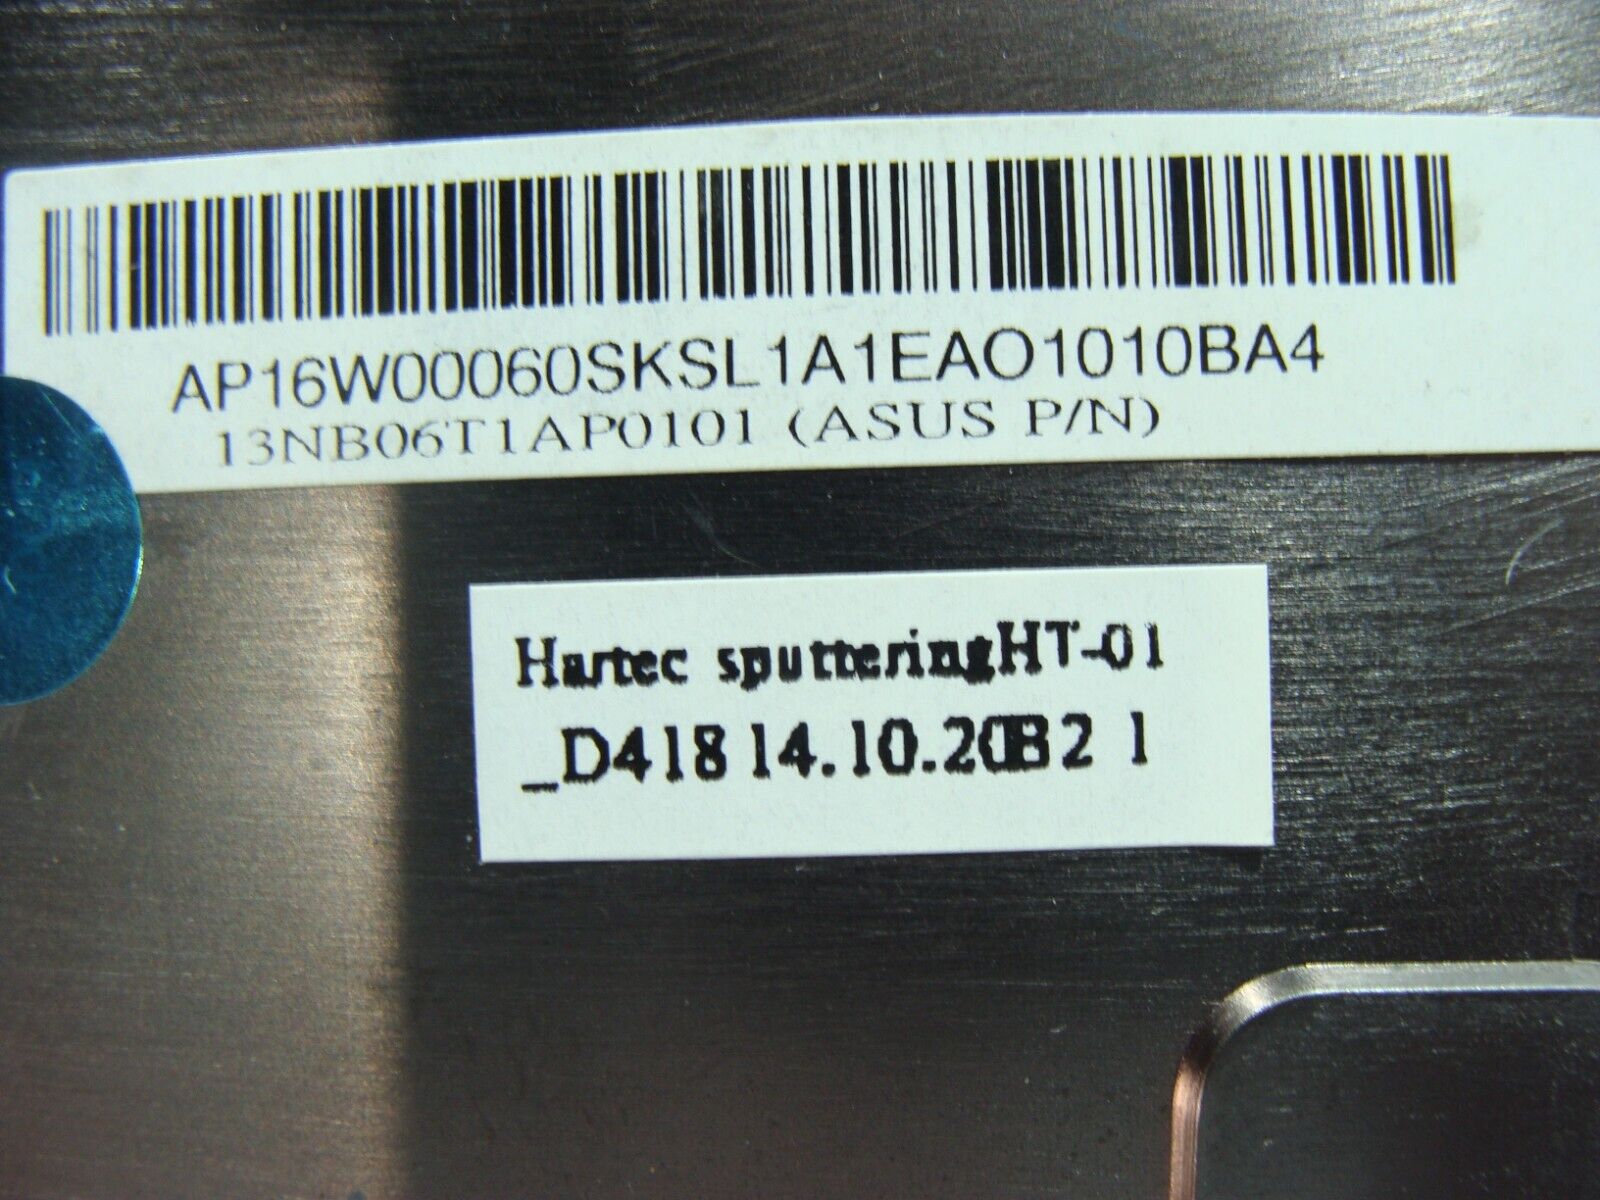 AP16W00060SKSL1A1EAO1010BA4
13NB06T1AP0101 (ASUS P/N)
Hartec sputteringHT-01
_D418 14.10.20B2 1